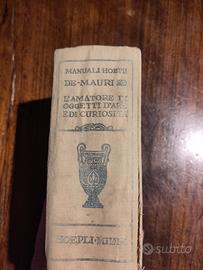 MANUALI HOEPLI
DE-MAURI
L'AMATORE DI
OGGETTI D'ARTE
E DI CURIOSITÀ
HOEPLI-MILANO
subito